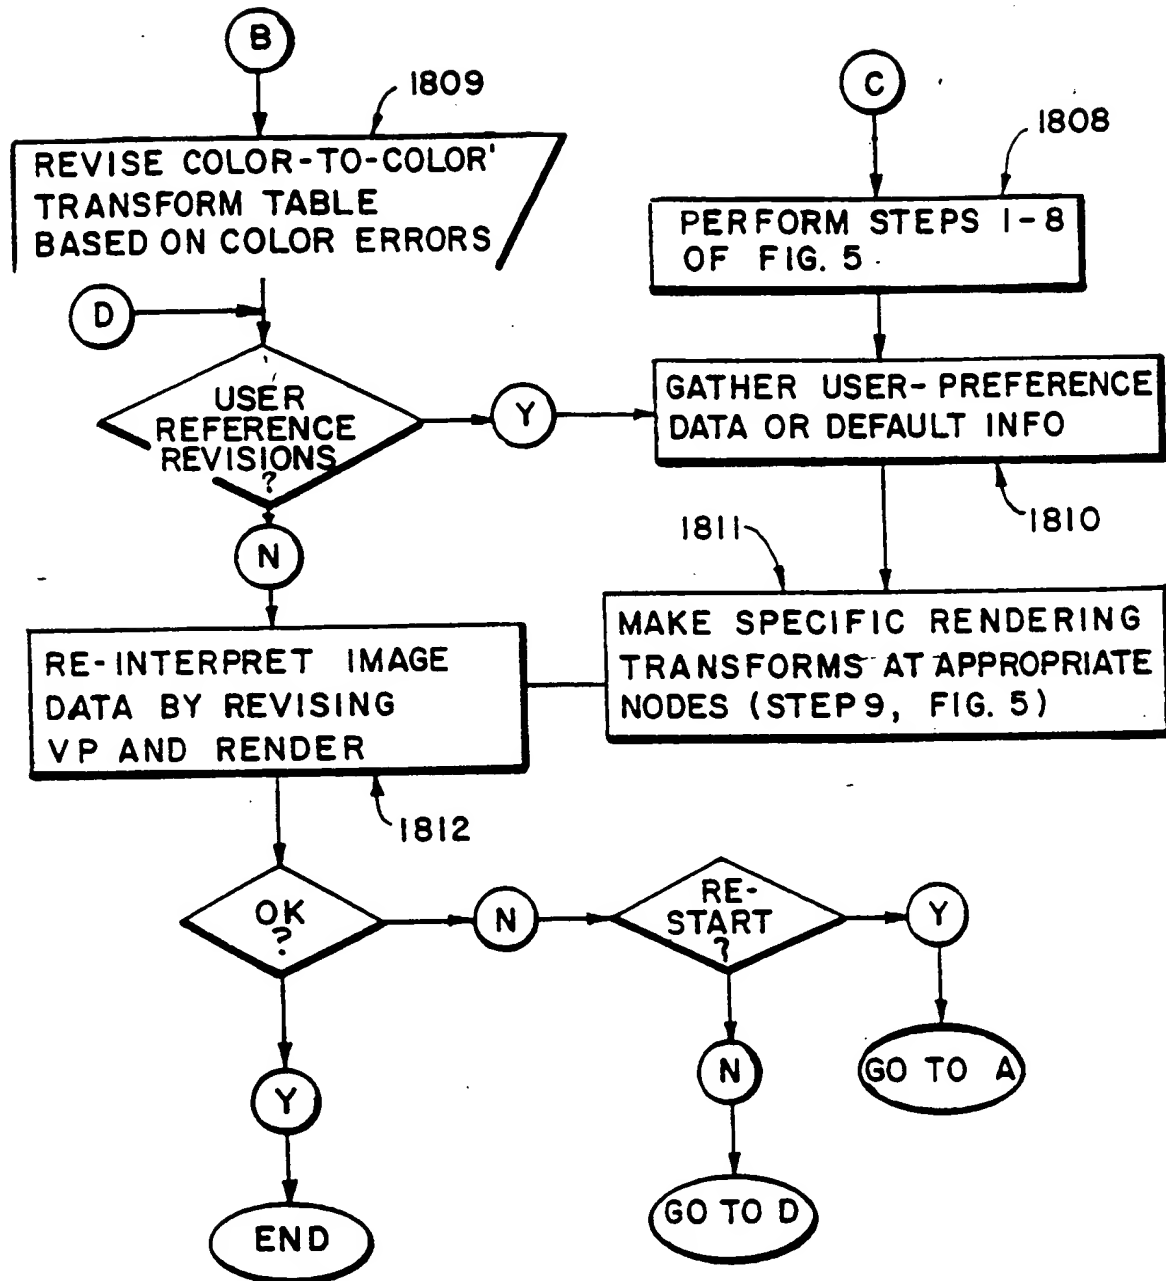 B
1809
REVISE COLOR-TO-COLOR'
TRANSFORM TABLE
BASED ON COLOR ERRORS
C
1808
PERFORM STEPS 1-8
OF FIG. 5
D
USER
REFERENCE
REVISIONS
?
Y
GATHER USER-PREFERENCE
DATA OR DEFAULT INFO
1810
N
1811
MAKE SPECIFIC RENDERING
TRANSFORMS AT APPROPRIATE
NODES (STEP 9, FIG. 5)
RE-INTERPRET IMAGE
DATA BY REVISING
VP AND RENDER
1812
OK
?
N
RE-
START
?
Y
Y
N
GO TO A
END
GO TO D